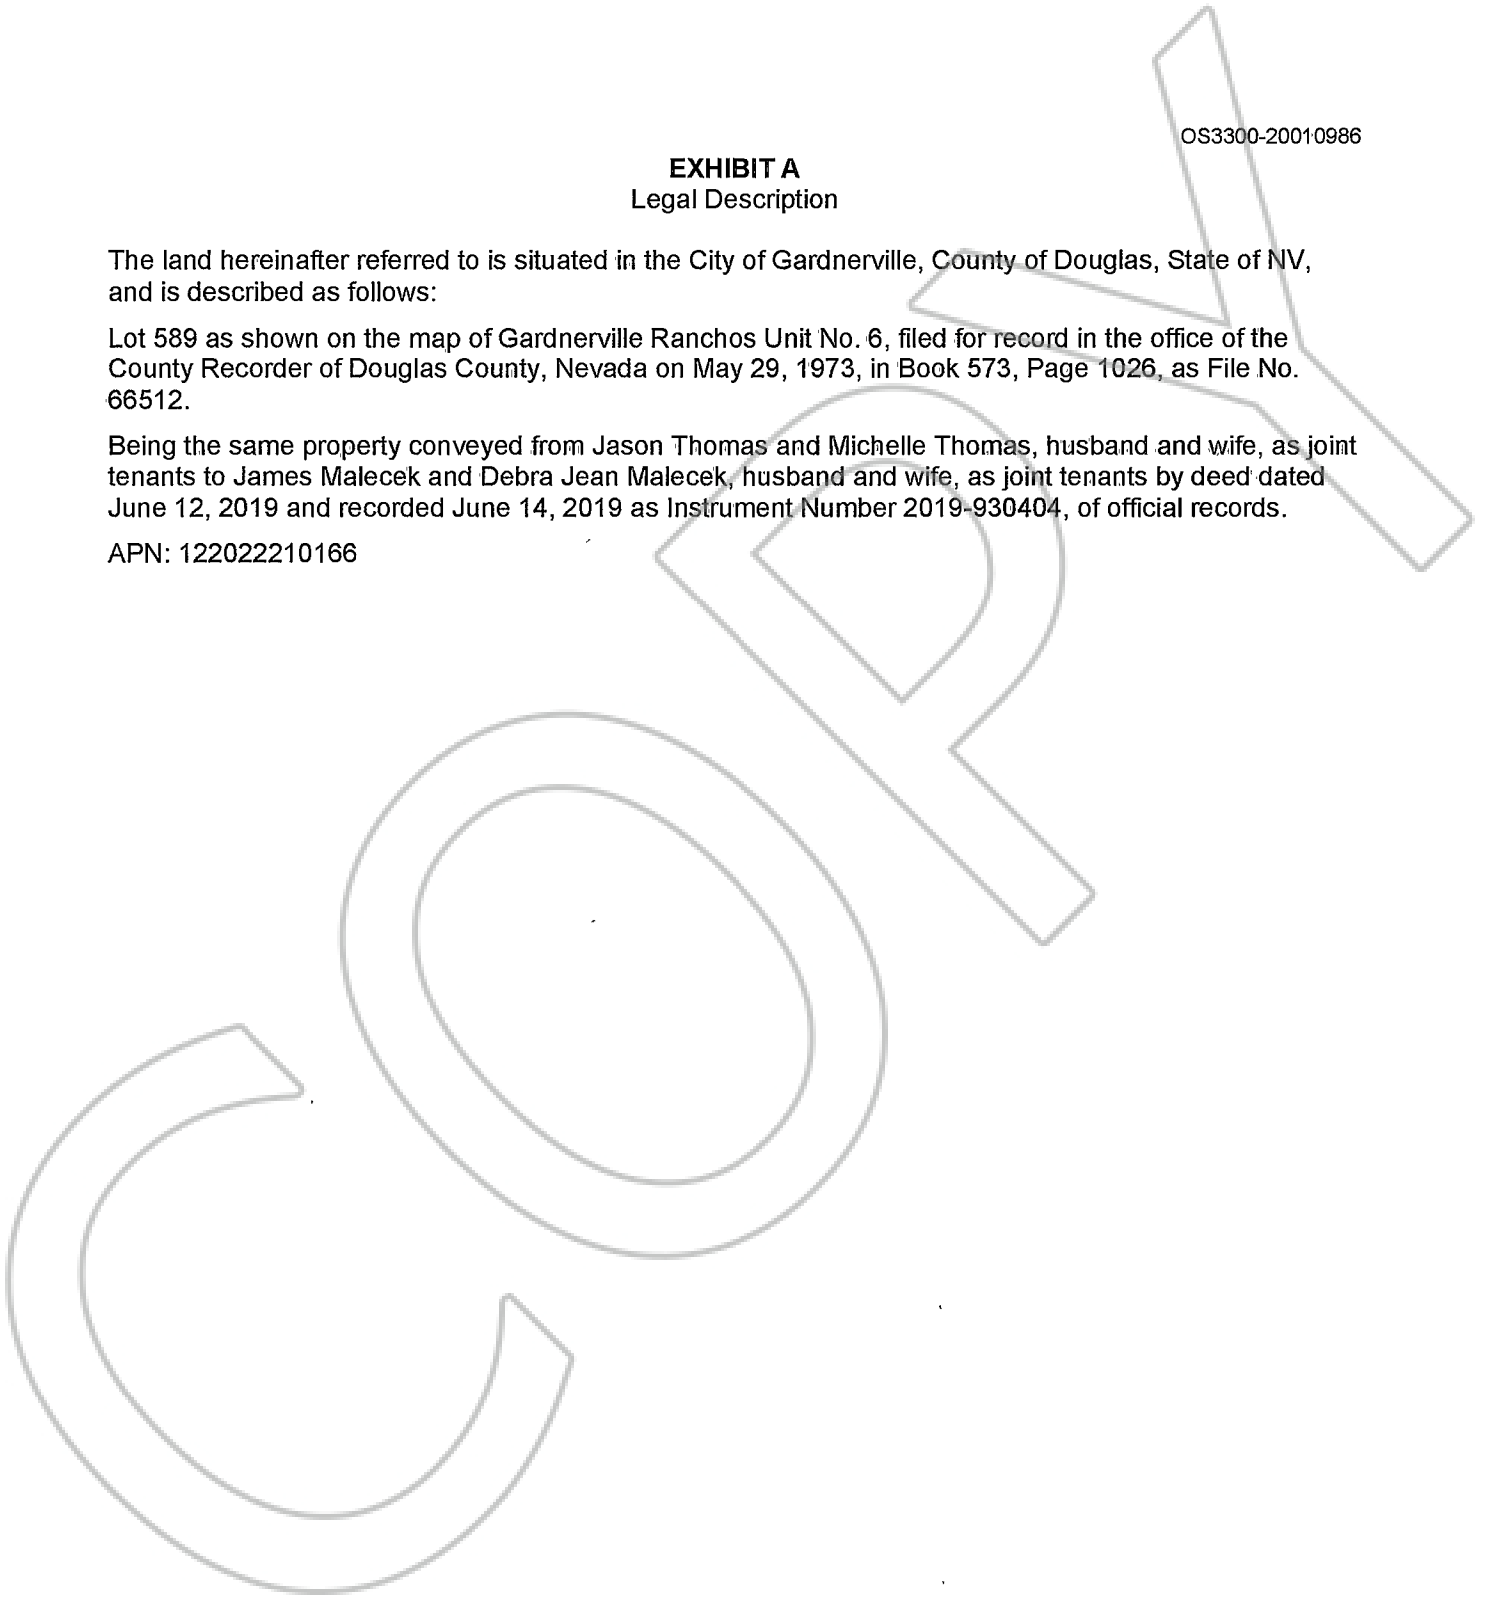 OS3300-20010986
EXHIBIT A
Legal Description
The land hereinafter referred to is situated in the City of Gardnerville, County of Douglas, State of NV,
and is described as follows:
Lot 589 as shown on the map of Gardnerville Ranchos Unit No. 6, filed for record in the office of the
County Recorder of Douglas County, Nevada on May 29, 1973, in Book 573, Page 1026, as File No.
66512.
Being the same property conveyed from Jason Thomas and Michelle Thomas, husband and wife, as joint
tenants to James Malecek and Debra Jean Malecek, husband and wife, as joint tenants by deed dated
June 12, 2019 and recorded June 14, 2019 as Instrument Number 2019-930404, of official records.
APN: 122022210166
COPY